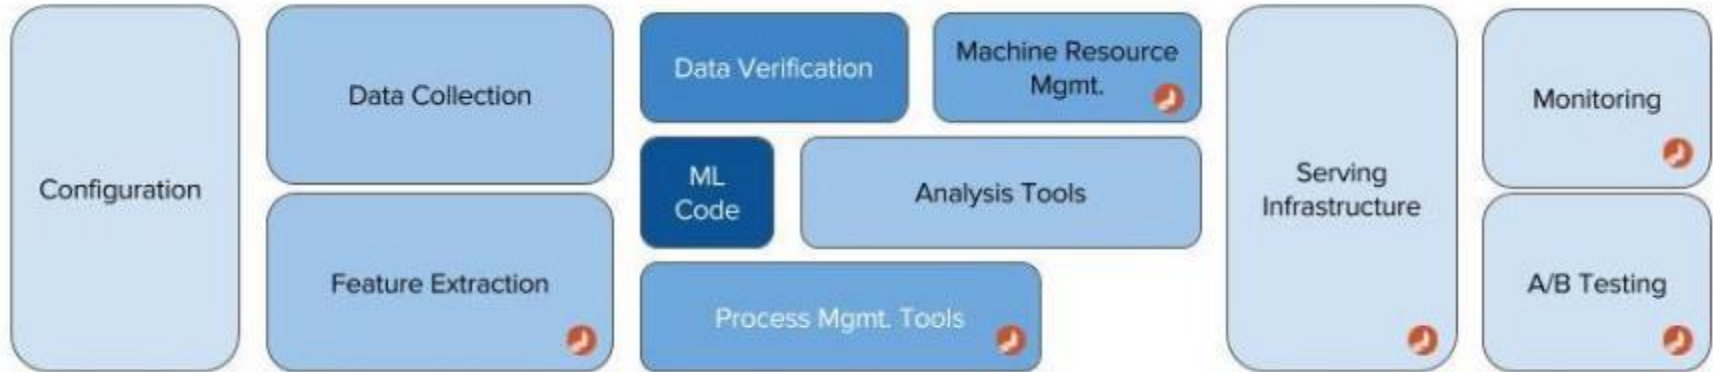 Configuration
Data Collection
Feature Extraction
Data Verification
Machine Resource
Mgmt.
ML
Code
Analysis Tools
Process Mgmt. Tools
Serving
Infrastructure
Monitoring
A/B Testing